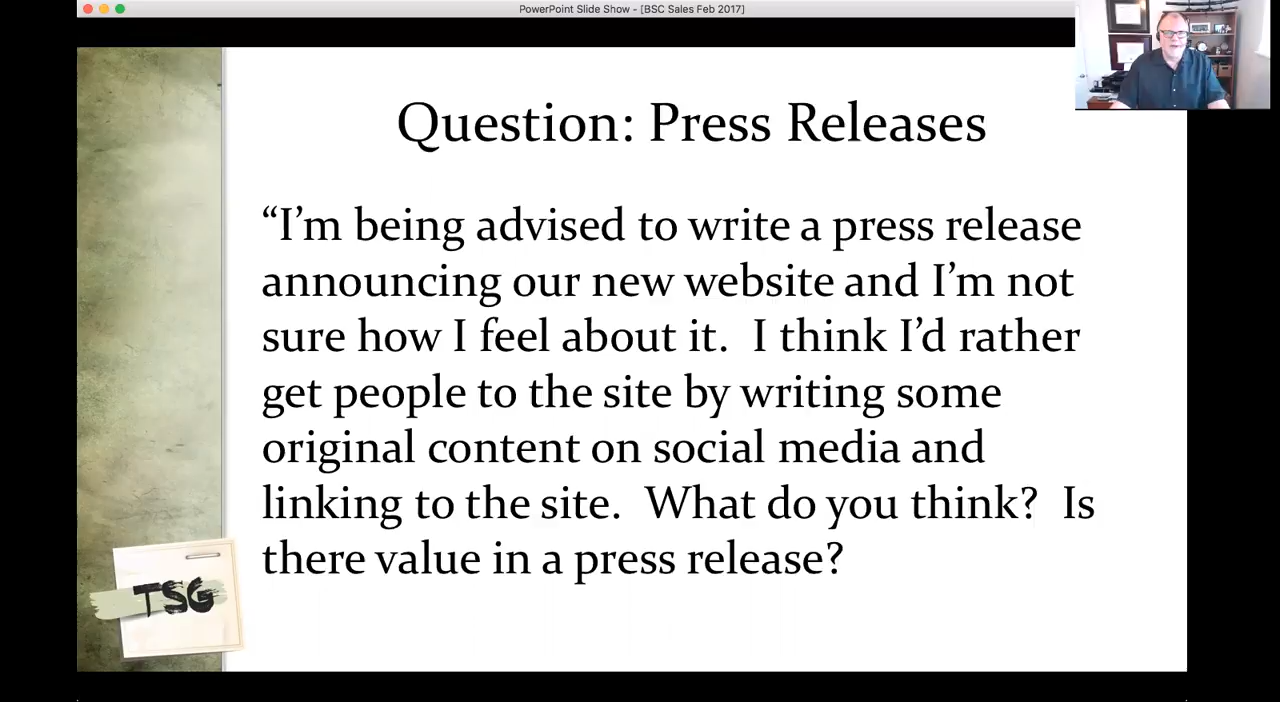 PowerPoint Slide Show - [BSC Sales Feb 2017]
Question: Press Releases
“I’m being advised to write a press release
announcing our new website and I’m not
sure how I feel about it.  I think I’d rather
get people to the site by writing some
original content on social media and
linking to the site.  What do you think?  Is
there value in a press release?
TSG